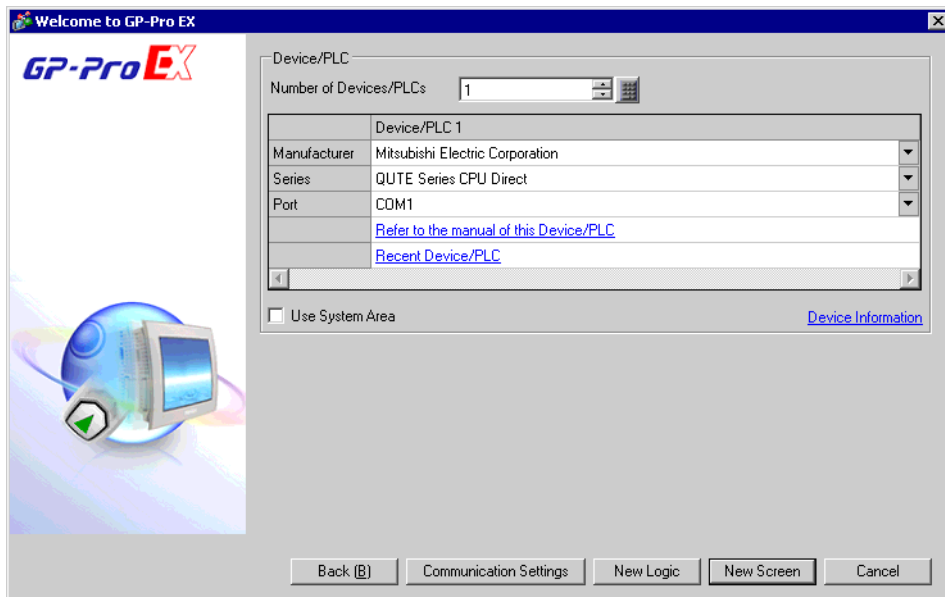 Welcome to GP-Pro EX
GP-Pro EX
Device/PLC
Number of Devices/PLCs 1
Device/PLC 1
Manufacturer Mitsubishi Electric Corporation
Series QUTE Series CPU Direct
Port COM1
Refer to the manual of this Device/PLC
Recent Device/PLC
Use System Area Device Information
Back (B) Communication Settings New Logic New Screen Cancel